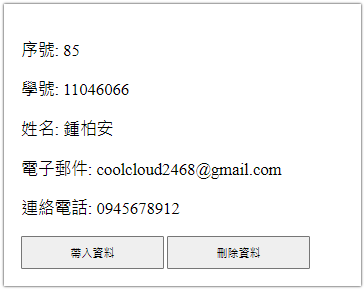 序號: 85
學號: 11046066
姓名: 鍾柏安
電子郵件: coolcloud2468@gmail.com
連絡電話: 0945678912
帶入資料 刪除資料